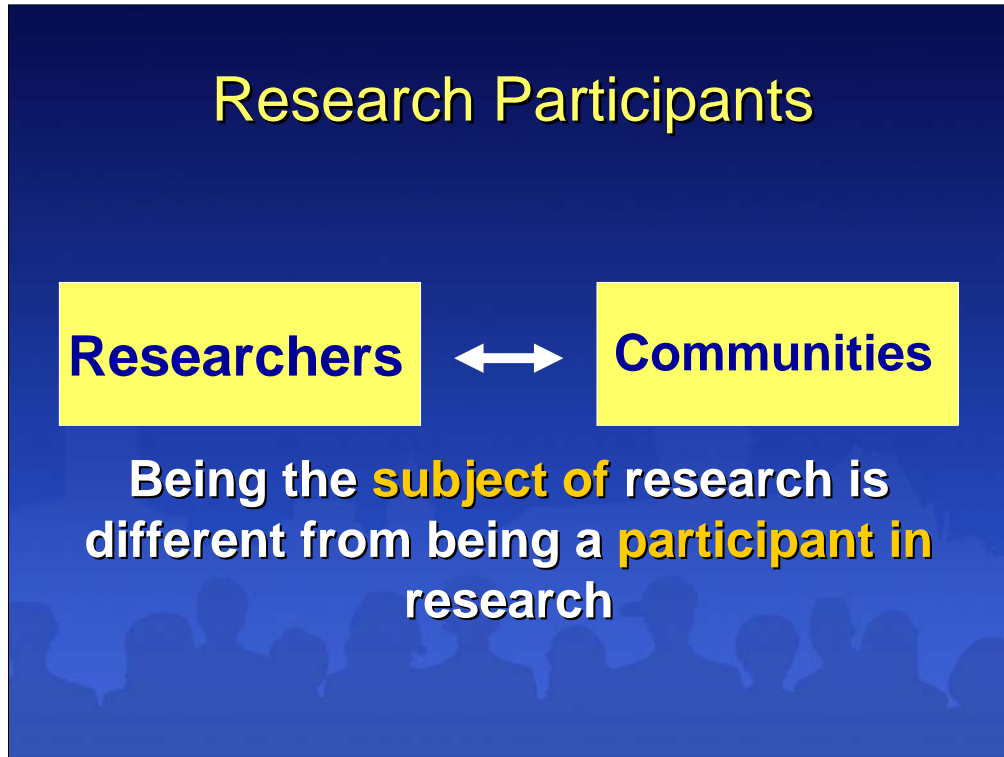 Research Participants
Researchers
Communities
Being the subject of research is
different from being a participant in
research